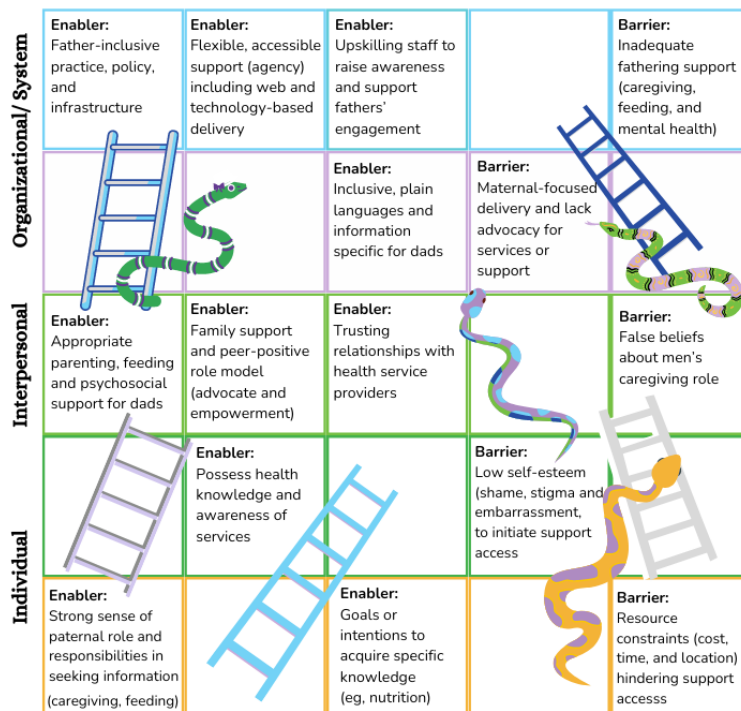 Organizational/ System
Enabler:
Father-inclusive
practice, policy,
and
infrastructure
Enabler:
Flexible, accessible
support (agency)
including web and
technology-based
delivery
Enabler:
Upskilling staff to
raise awareness
and support
fathers’
engagement
Barrier:
Inadequate
fathering support
(caregiving,
feeding, and
mental health)
Enabler:
Inclusive, plain
languages and
information
specific for dads
Barrier:
Maternal-focused
delivery and lack
advocacy for
services or
support
Interpersonal
Enabler:
Appropriate
parenting, feeding
and psychosocial
support for dads
Enabler:
Family support
and peer-positive
role model
(advocate and
empowerment)
Enabler:
Trusting
relationships with
health service
providers
Barrier:
False beliefs
about men’s
caregiving role
Individual
Enabler:
Possess health
knowledge and
awareness of
services
Barrier:
Low self-esteem
(shame, stigma and
embarrassment,
to initiate support
access
Enabler:
Strong sense of
paternal role and
responsibilities in
seeking information
(caregiving, feeding)
Enabler:
Goals or
intentions to
acquire specific
knowledge
(eg, nutrition)
Barrier:
Resource
constraints (cost,
time, and location)
hindering support
accesss